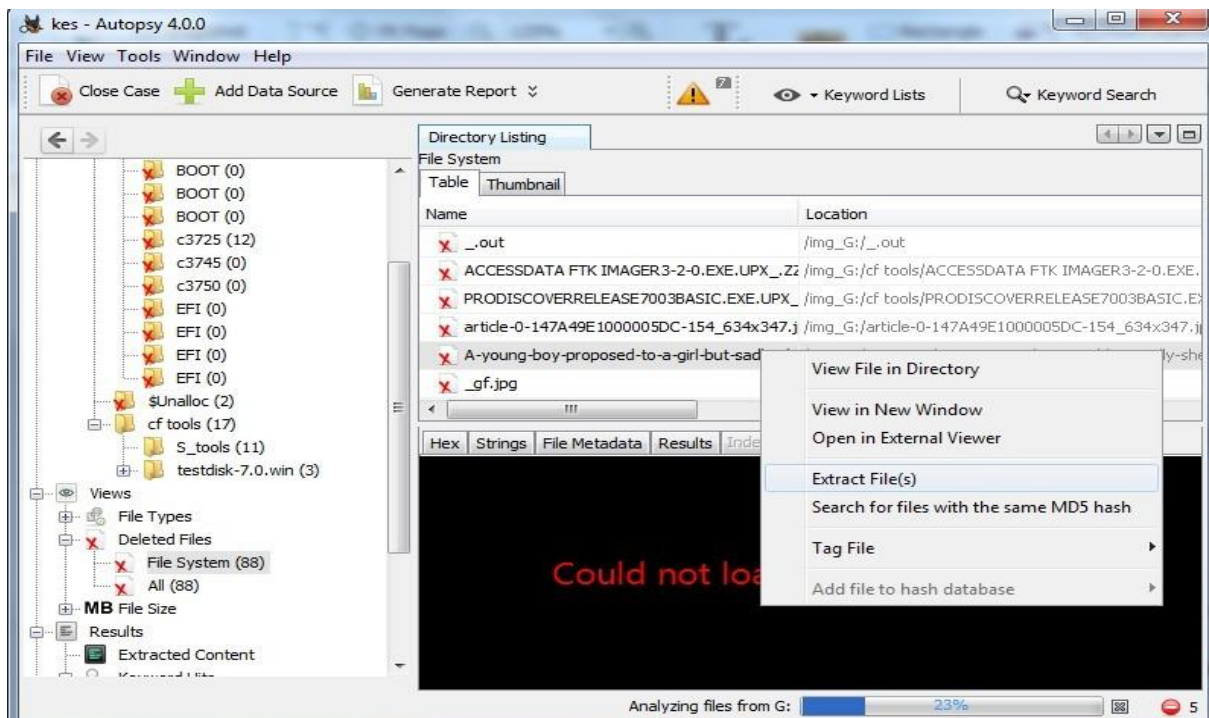 kes - Autopsy 4.0.0
File View Tools Window Help
Close Case Add Data Source Generate Report Keyword Lists Keyword Search
BOOT (0)
BOOT (0)
BOOT (0)
c3725 (12)
c3745 (0)
c3750 (0)
EFI (0)
EFI (0)
EFI (0)
EFI (0)
$Unalloc (2)
cf tools (17)
S_tools (11)
testdisk-7.0.win (3)
Views
File Types
Deleted Files
File System (88)
All (88)
MB File Size
Results
Extracted Content
Directory Listing
File System
Table Thumbnail
Name Location
_.out /img_G:/_.out
ACCESSDATA FTK IMAGER3-2-0.EXE.UPX_.ZZ /img_G:/cf tools/ACCESSDATA FTK IMAGER3-2-0.EXE.
PRODISCOVERRELEASE7003BASIC.EXE.UPX_ /img_G:/cf tools/PRODISCOVERRELEASE7003BASIC.E
article-0-147A49E1000005DC-154_634x347.j /img_G:/article-0-147A49E1000005DC-154_634x347.j
A-young-boy-proposed-to-a-girl-but-sad ly-she
_gf.jpg
Hex Strings File Metadata Results Inde
Could not loa
View File in Directory
View in New Window
Open in External Viewer
Extract File(s)
Search for files with the same MD5 hash
Tag File
Add file to hash database
Analyzing files from G: 23% 5